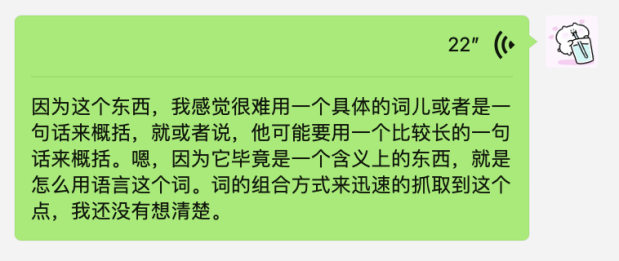 22"
因为这个东西，我感觉很难用一个具体的词儿或者是一
句话来概括，就或者说，他可能要用一个比较长的一句
话来概括。嗯，因为它毕竟是一个含义上的东西，就是
怎么用语言这个词。词的组合方式来迅速的抓取到这个
点，我还没有想清楚。